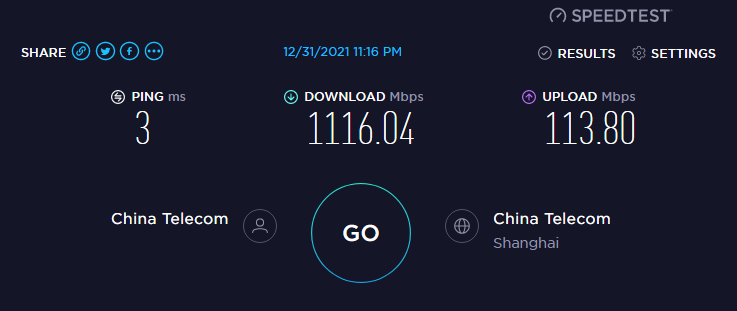 SPEEDTEST
SHARE 12/31/2021 11:16 PM RESULTS SETTINGS
PING ms DOWNLOAD Mbps UPLOAD Mbps
3 1116.04 113.80
China Telecom GO China Telecom
Shanghai